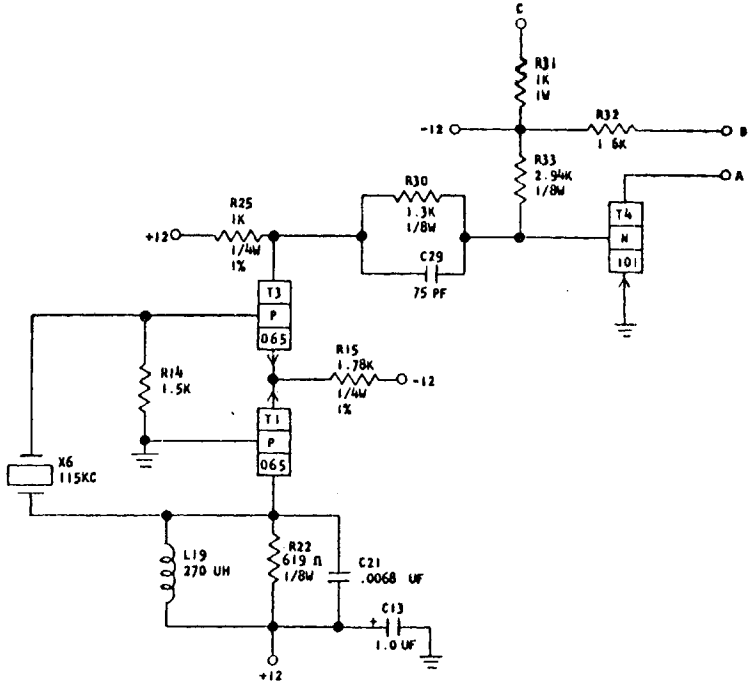 C
R31
1K
1W
-12
R32
1 6K
B
R33
2.94K
1/8W
A
R30
1.3K
1/8W
R25
1K
1/4W
1%
+12
T4
N
101
C29
75 PF
T3
P
065
R15
1.78K
1/4W
1%
-12
R14
1.5K
T1
P
065
X6
115KC
L19
270 UH
R22
619 Ω
1/8W
C21
.0068 UF
C13
+
1.0 UF
+12